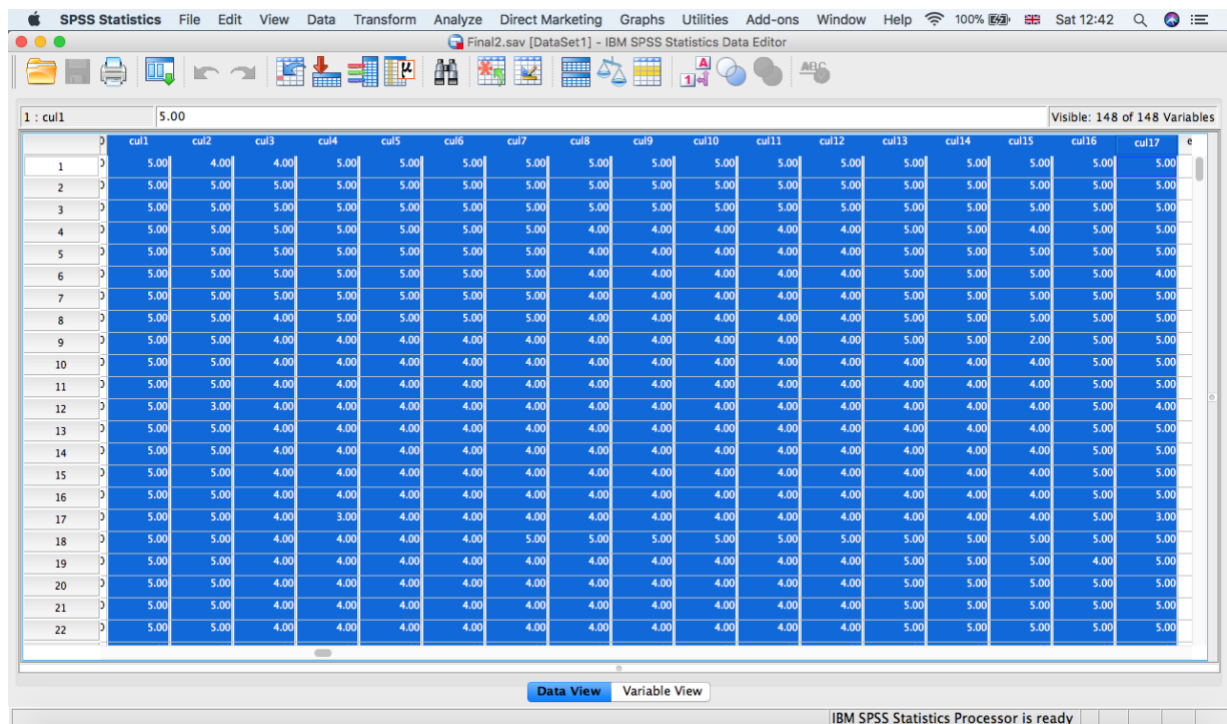 SPSS Statistics File Edit View Data Transform Analyze Direct Marketing Graphs Utilities Add-ons Window Help 100% Sat 12:42
Final2.sav [DataSet1] - IBM SPSS Statistics Data Editor
1 : cul1 5.00 Visible: 148 of 148 Variables
cul1 cul2 cul3 cul4 cul5 cul6 cul7 cul8 cul9 cul10 cul11 cul12 cul13 cul14 cul15 cul16 cul17 e
1 5.00 4.00 4.00 5.00 5.00 5.00 5.00 5.00 5.00 5.00 5.00 5.00 5.00 5.00 5.00 5.00 5.00
2 5.00 5.00 5.00 5.00 5.00 5.00 5.00 5.00 5.00 5.00 5.00 5.00 5.00 5.00 5.00 5.00 5.00
3 5.00 5.00 5.00 5.00 5.00 5.00 5.00 5.00 5.00 5.00 5.00 5.00 5.00 5.00 5.00 5.00 5.00
4 5.00 5.00 5.00 5.00 5.00 5.00 5.00 4.00 4.00 4.00 4.00 4.00 5.00 5.00 4.00 5.00 5.00
5 5.00 5.00 5.00 5.00 5.00 5.00 5.00 4.00 4.00 4.00 4.00 4.00 5.00 5.00 5.00 5.00 5.00
6 5.00 5.00 5.00 5.00 5.00 5.00 5.00 4.00 4.00 4.00 4.00 4.00 5.00 5.00 5.00 5.00 4.00
7 5.00 5.00 5.00 5.00 5.00 5.00 5.00 4.00 4.00 4.00 4.00 4.00 5.00 5.00 5.00 5.00 5.00
8 5.00 5.00 4.00 5.00 5.00 5.00 5.00 4.00 4.00 4.00 4.00 4.00 5.00 5.00 5.00 5.00 5.00
9 5.00 5.00 4.00 4.00 4.00 4.00 4.00 4.00 4.00 4.00 4.00 4.00 5.00 5.00 2.00 5.00 5.00
10 5.00 5.00 4.00 4.00 4.00 4.00 4.00 4.00 4.00 4.00 4.00 4.00 4.00 4.00 4.00 5.00 5.00
11 5.00 5.00 4.00 4.00 4.00 4.00 4.00 4.00 4.00 4.00 4.00 4.00 4.00 4.00 4.00 5.00 5.00
12 5.00 3.00 4.00 4.00 4.00 4.00 4.00 4.00 4.00 4.00 4.00 4.00 4.00 4.00 4.00 5.00 4.00
13 5.00 5.00 4.00 4.00 4.00 4.00 4.00 4.00 4.00 4.00 4.00 4.00 4.00 4.00 4.00 5.00 5.00
14 5.00 5.00 4.00 4.00 4.00 4.00 4.00 4.00 4.00 4.00 4.00 4.00 4.00 4.00 4.00 5.00 5.00
15 5.00 5.00 4.00 4.00 4.00 4.00 4.00 4.00 4.00 4.00 4.00 4.00 4.00 4.00 4.00 5.00 5.00
16 5.00 5.00 4.00 4.00 4.00 4.00 4.00 4.00 4.00 4.00 4.00 4.00 4.00 4.00 4.00 5.00 5.00
17 5.00 5.00 4.00 3.00 4.00 4.00 4.00 4.00 4.00 4.00 4.00 4.00 4.00 4.00 4.00 5.00 3.00
18 5.00 5.00 4.00 4.00 4.00 4.00 4.00 5.00 5.00 5.00 5.00 5.00 5.00 5.00 5.00 5.00 5.00
19 5.00 5.00 4.00 4.00 4.00 4.00 4.00 4.00 4.00 4.00 4.00 4.00 5.00 5.00 5.00 4.00 5.00
20 5.00 5.00 4.00 4.00 4.00 4.00 4.00 4.00 4.00 4.00 4.00 4.00 5.00 5.00 5.00 5.00 5.00
21 5.00 5.00 4.00 4.00 4.00 4.00 4.00 4.00 4.00 4.00 4.00 4.00 5.00 5.00 5.00 5.00 5.00
22 5.00 5.00 4.00 4.00 4.00 4.00 4.00 4.00 4.00 4.00 4.00 4.00 5.00 5.00 5.00 5.00 5.00
Data View Variable View
IBM SPSS Statistics Processor is ready